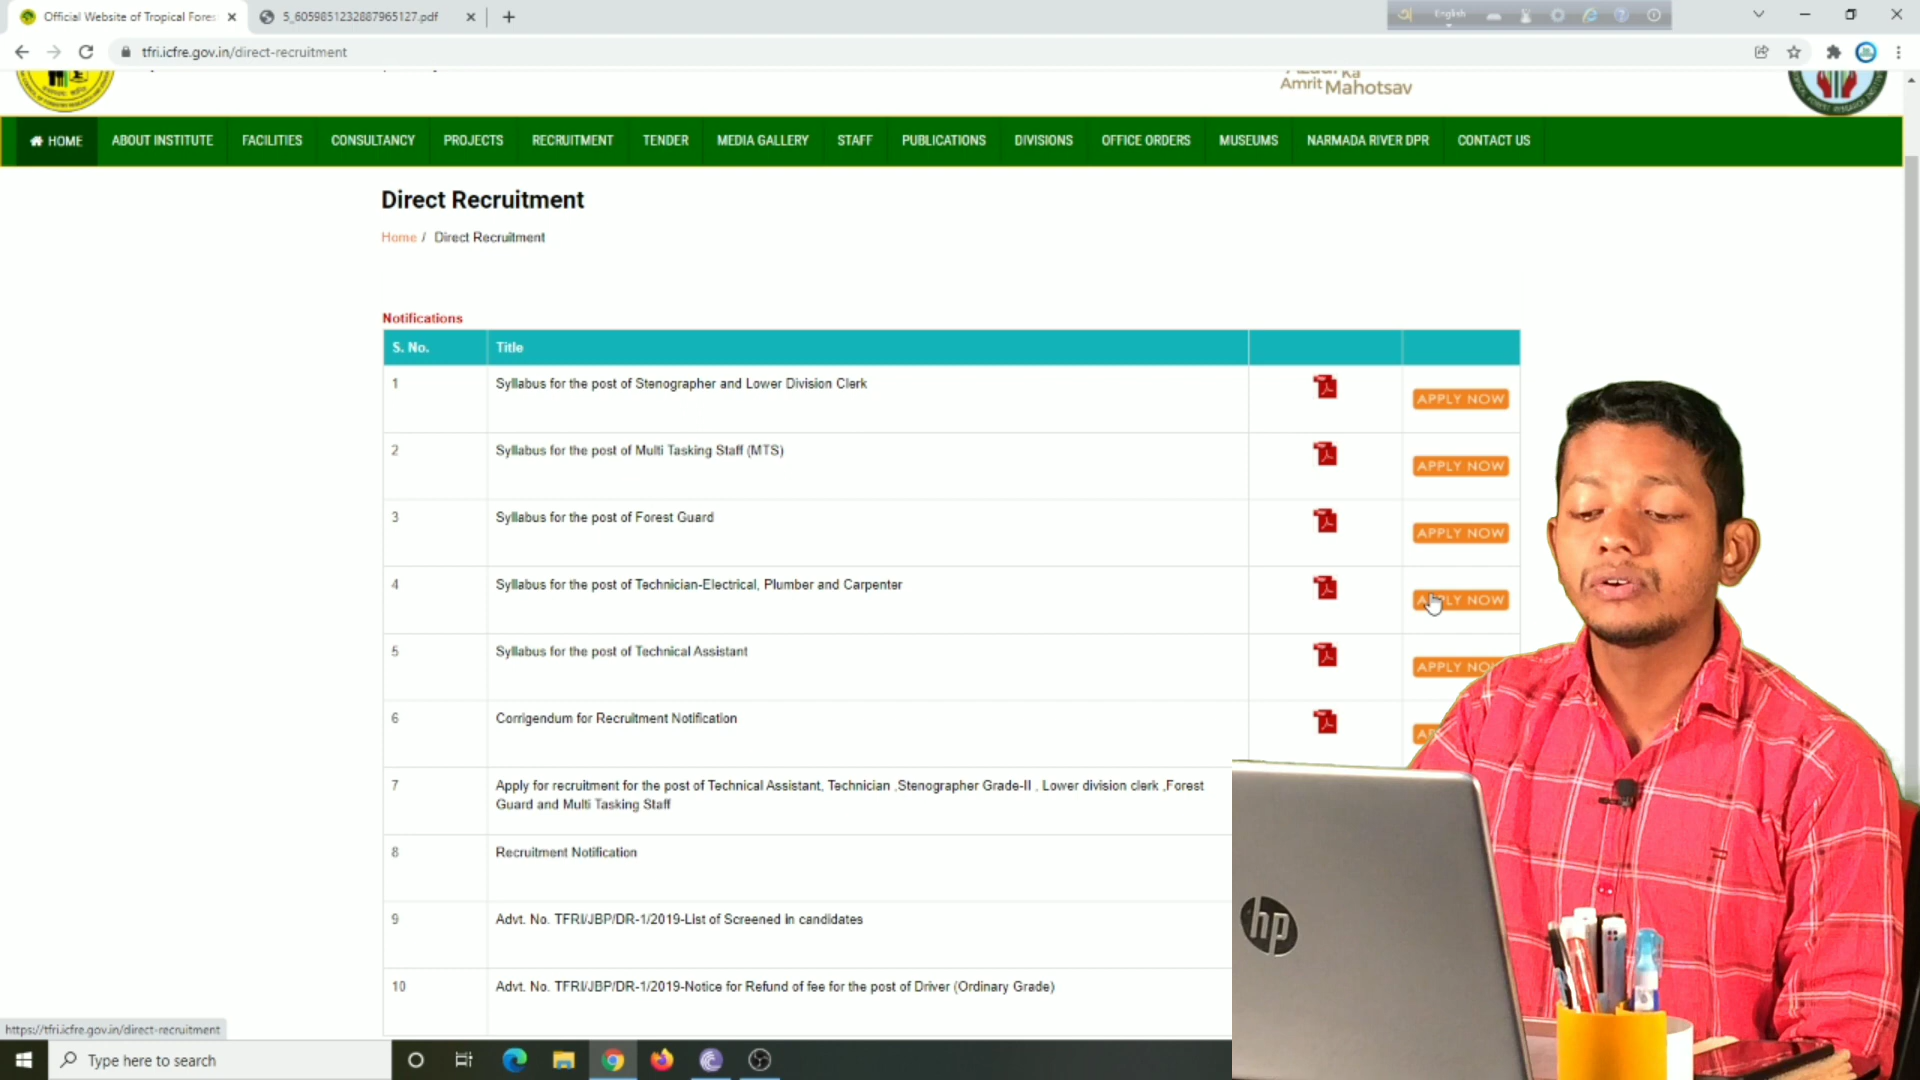 Official Website of Tropical Fores
5_6059851232887965127.pdf
English
tfri.icfre.gov.in/direct-recruitment
Amrit Mahotsav
HOME
ABOUT INSTITUTE
FACILITIES
CONSULTANCY
PROJECTS
RECRUITMENT
TENDER
MEDIA GALLERY
STAFF
PUBLICATIONS
DIVISIONS
OFFICE ORDERS
MUSEUMS
NARMADA RIVER DPR
CONTACT US
Direct Recruitment
Home / Direct Recruitment
Notifications
S. No. Title
1 Syllabus for the post of Stenographer and Lower Division Clerk APPLY NOW
2 Syllabus for the post of Multi Tasking Staff (MTS) APPLY NOW
3 Syllabus for the post of Forest Guard APPLY NOW
4 Syllabus for the post of Technician-Electrical, Plumber and Carpenter APPLY NOW
5 Syllabus for the post of Technical Assistant APPLY NO
6 Corrigendum for Recruitment Notification AP
7 Apply for recruitment for the post of Technical Assistant, Technician ,Stenographer Grade-II , Lower division clerk ,Forest
Guard and Multi Tasking Staff
8 Recruitment Notification
9 Advt. No. TFRI/JBP/DR-1/2019-List of Screened in candidates
10 Advt. No. TFRI/JBP/DR-1/2019-Notice for Refund of fee for the post of Driver (Ordinary Grade)
https://tfri.icfre.gov.in/direct-recruitment
Type here to search
hp